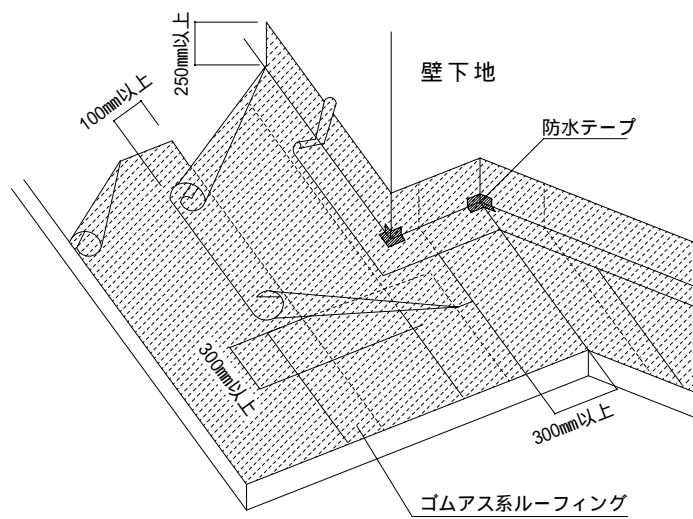 250㎜以上
100㎜以上
壁下地
防水テープ
300㎜以上
300㎜以上
ゴムアス系ルーフィング